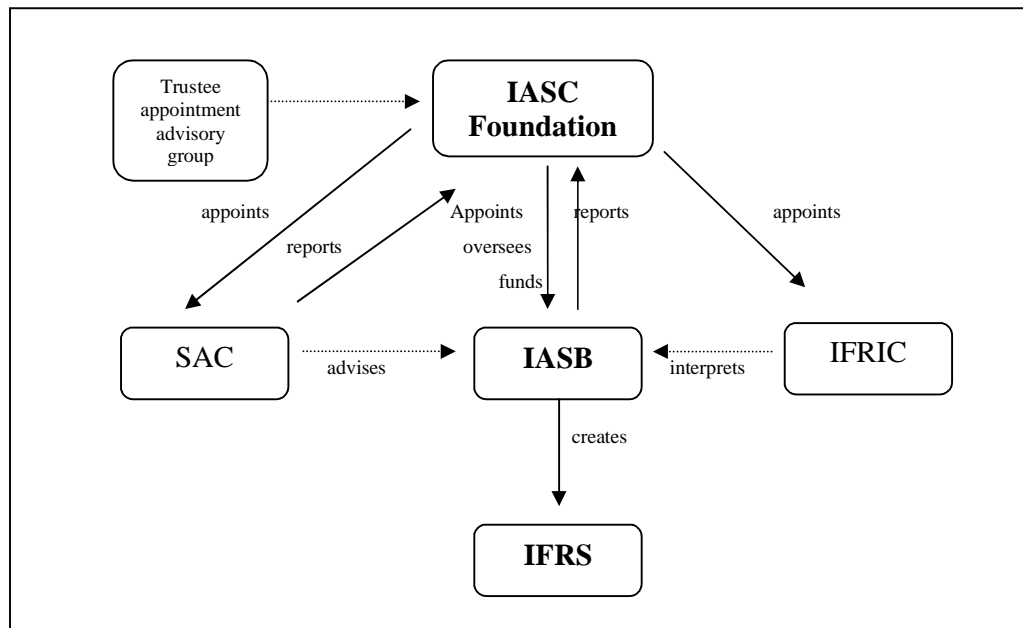 Trustee
appointment
advisory
group
IASC
Foundation
appoints
reports
Appoints
oversees
funds
reports
appoints
SAC
advises
IASB
interprets
IFRIC
creates
IFRS